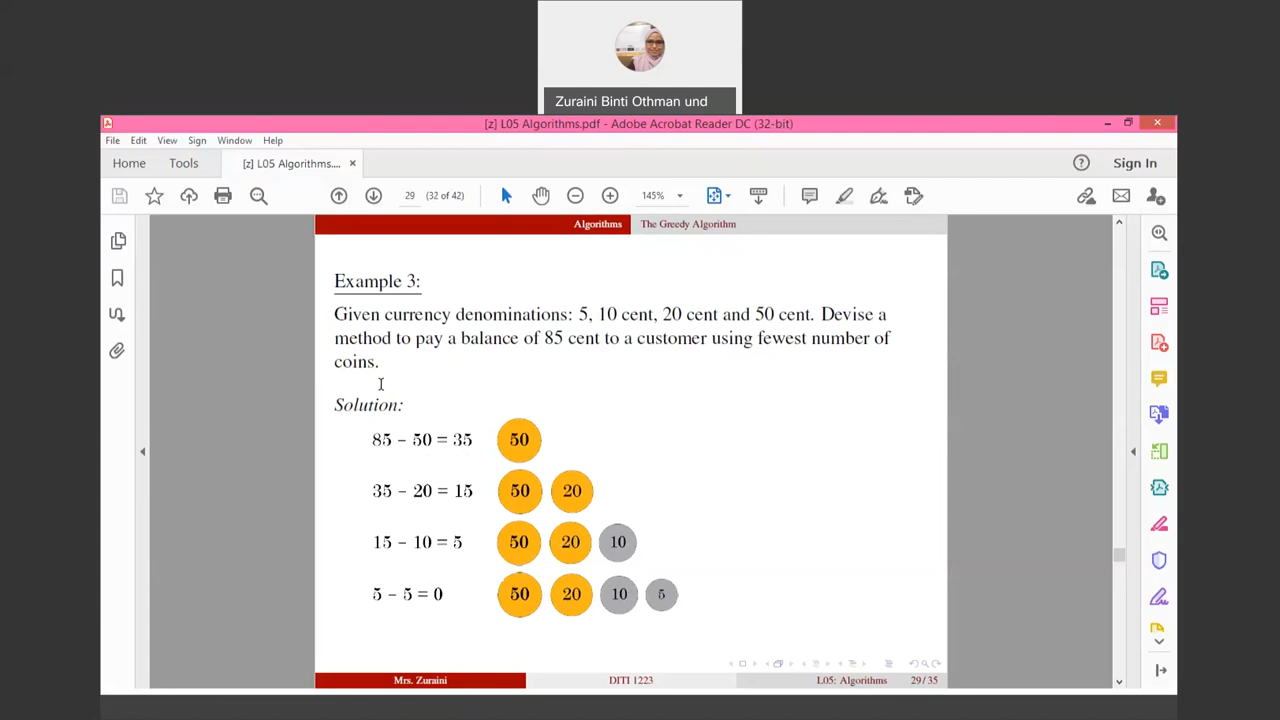 Zuraini Binti Othman und
[z] L05 Algorithms.pdf - Adobe Acrobat Reader DC (32-bit)
File Edit View Sign Window Help
Home Tools [z] L05 Algorithms.... × Sign In
29 (32 of 42) 145%
Algorithms The Greedy Algorithm
Example 3:
Given currency denominations: 5, 10 cent, 20 cent and 50 cent. Devise a
method to pay a balance of 85 cent to a customer using fewest number of
coins.
Solution:
85 − 50 = 35 50
35 − 20 = 15 50 20
15 − 10 = 5 50 20 10
5 − 5 = 0 50 20 10 5
Mrs. Zuraini DITI 1223 L05: Algorithms 29 / 35